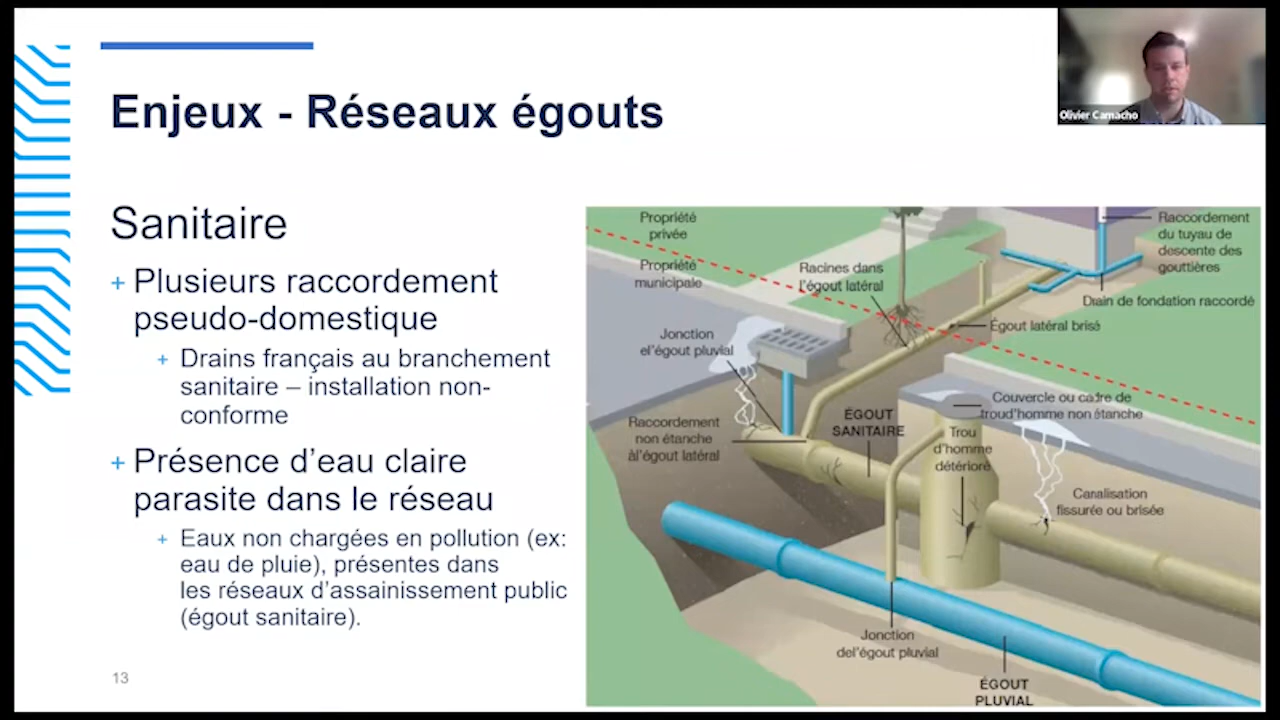 Enjeux - Réseaux égouts
Olivier Camacho
Sanitaire
+ Plusieurs raccordement
pseudo-domestique
+ Drains français au branchement
sanitaire – installation non-
conforme
+ Présence d'eau claire
parasite dans le réseau
+ Eaux non chargées en pollution (ex:
eau de pluie), présentes dans
les réseaux d'assainissement public
(égout sanitaire).
13
Propriété
privée
Propriété
municipale
Racines dans
l'égout latéral
Raccordement
du tuyau de
descente des
gouttières
Drain de fondation raccordé
Égout latéral brisé
Jonction
el'égout pluvial
Couvercle ou cadre de
troud'homme non étanche
Raccordement
non étanche
àl'égout latéral
ÉGOUT
SANITAIRE
Trou
d'homme
détérioré
Canalisation
fissurée ou brisée
Jonction
del'égout pluvial
ÉGOUT
PLUVIAL